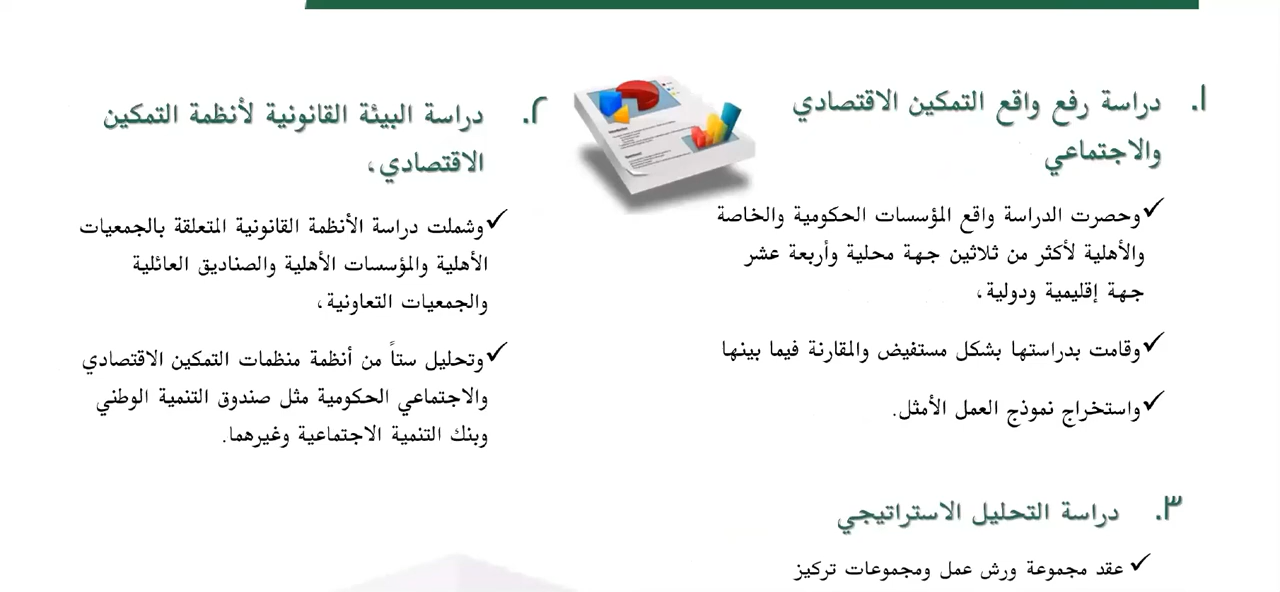 ١. دراسة رفع واقع التمكين الاقتصادي
والاجتماعي
✓وحصرت الدراسة واقع المؤسسات الحكومية والخاصة
والأهلية لأكثر من ثلاثين جهة محلية وأربعة عشر
جهة إقليمية ودولية،
✓وقامت بدراستها بشكل مستفيض والمقارنة فيما بينها
✓واستخراج نموذج العمل الأمثل.
٢. دراسة البيئة القانونية لأنظمة التمكين
الاقتصادي،
✓وشملت دراسة الأنظمة القانونية المتعلقة بالجمعيات
الأهلية والمؤسسات الأهلية والصناديق العائلية
والجمعيات التعاونية،
✓وتحليل ستاً من أنظمة منظمات التمكين الاقتصادي
والاجتماعي الحكومية مثل صندوق التنمية الوطني
وبنك التنمية الاجتماعية وغيرهما.
٣. دراسة التحليل الاستراتيجي
✓ عقد مجموعة ورش عمل ومجموعات تركيز